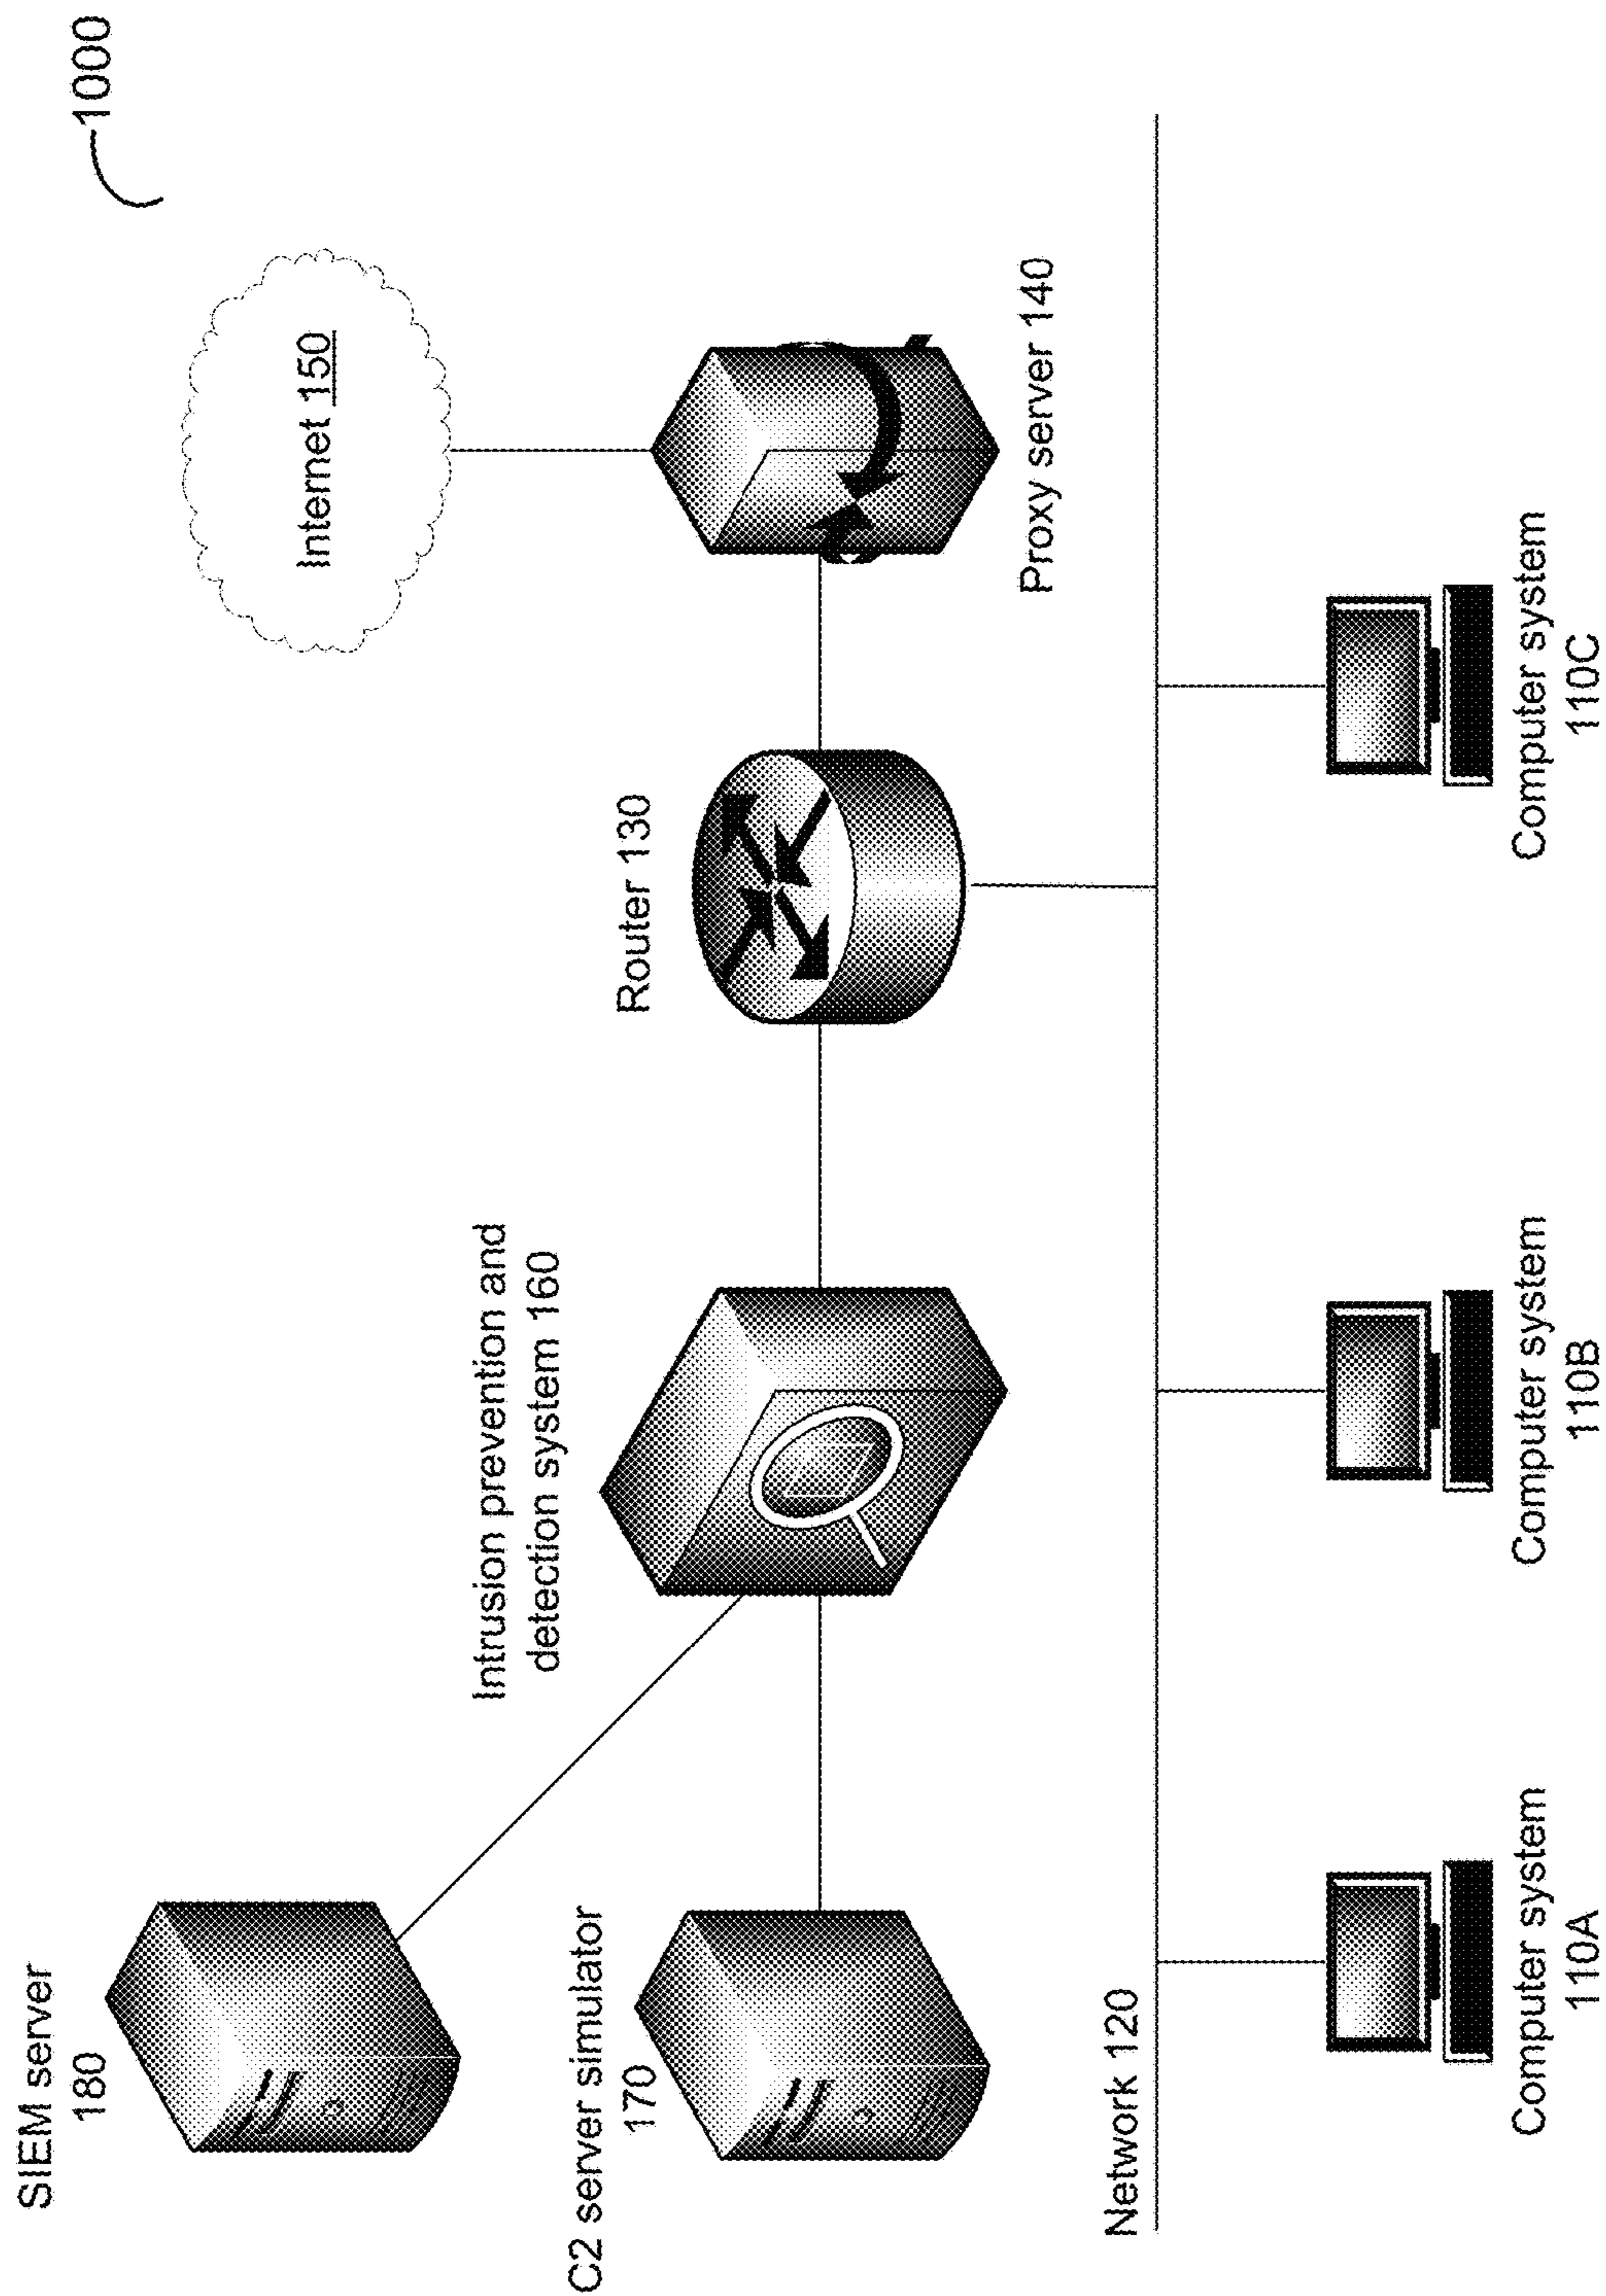 1000
SIEM server
180
Internet 150
Intrusion prevention and
detection system 160
Router 130
C2 server simulator
170
Proxy server 140
Network 120
Computer system
110A
Computer system
110B
Computer system
110C